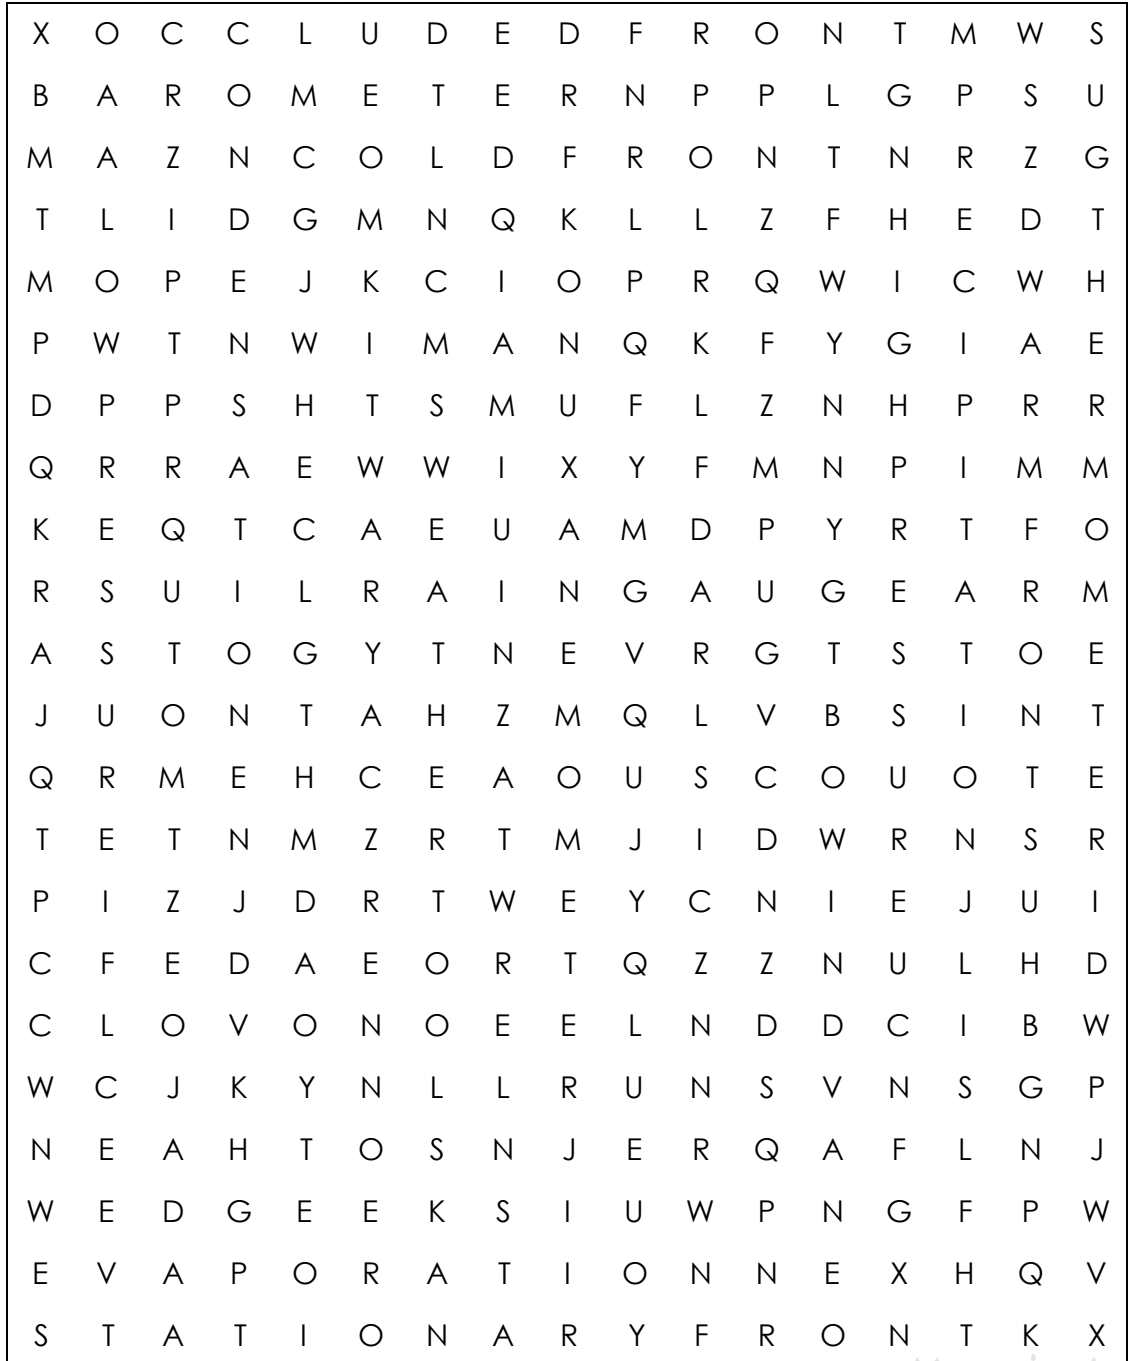 X O C C L U D E D F R O N T M W S
B A R O M E T E R N P P L G P S U
M A Z N C O L D F R O N T N R Z G
T L I D G M N Q K L L Z F H E D T
M O P E J K C I O P R Q W I C W H
P W T N W I M A N Q K F Y G I A E
D P P S H T S M U F L Z N H P R R
Q R R A E W W I X Y F M N P I M M
K E Q T C A E U A M D P Y R T F O
R S U I L R A I N G A U G E A R M
A S T O G Y T N E V R G T S T O E
J U O N T A H Z M Q L V B S I N T
Q R M E H C E A O U S C O U O T E
T E T N M Z R T M J I D W R N S R
P I Z J D R T W E Y C N I E J U I
C F E D A E O R T Q Z Z N U L H D
C L O V O N O E E L N D D C I B W
W C J K Y N L L R U N S V N S G P
N E A H T O S N J E R Q A F L N J
W E D G E E K S I U W P N G F P W
E V A P O R A T I O N N E X H Q V
S T A T I O N A R Y F R O N T K X